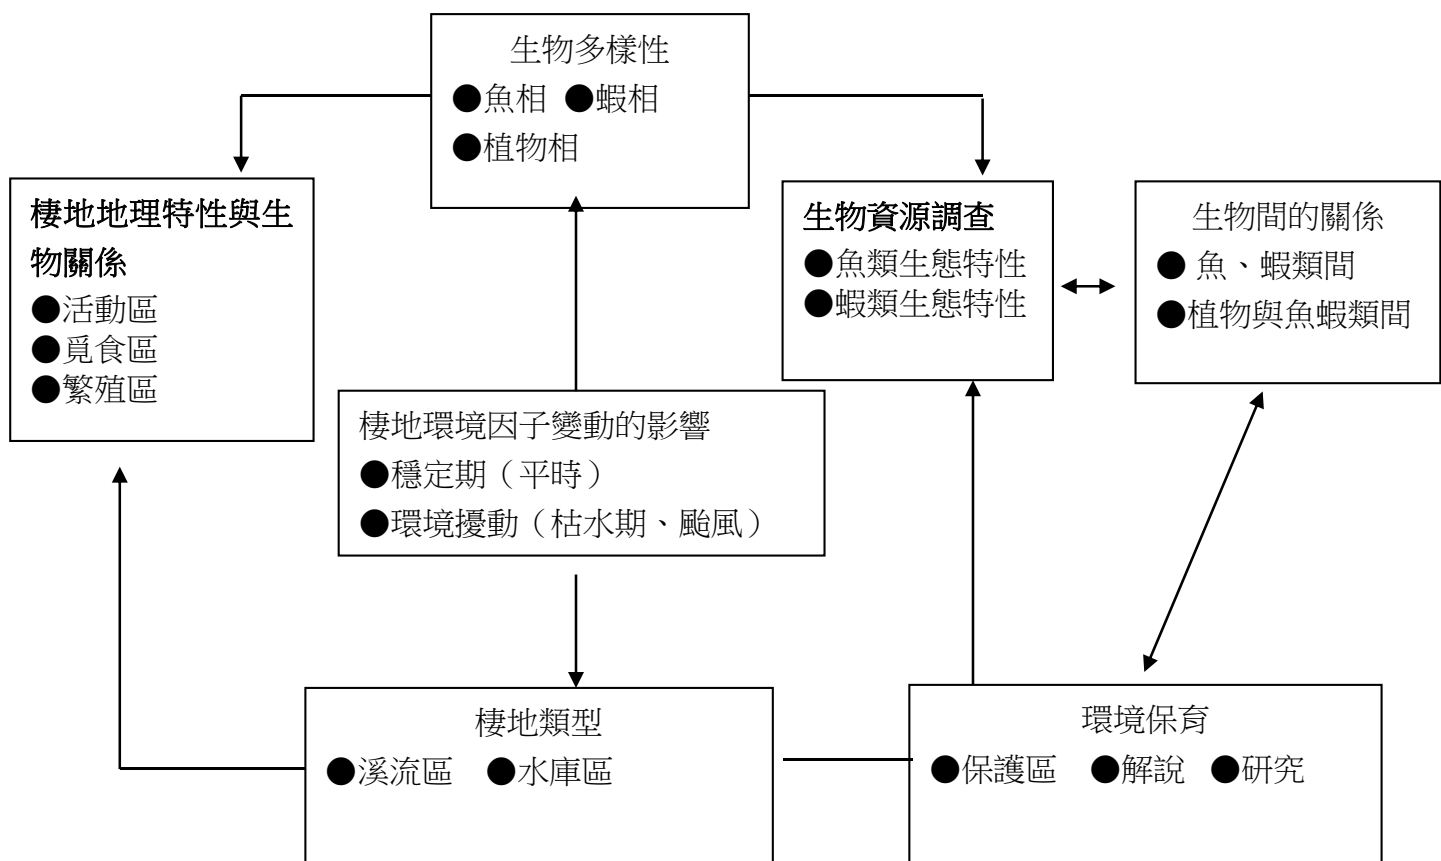 生物多樣性
●魚相 ●蝦相
●植物相
棲地地理特性與生
物關係
●活動區
●覓食區
●繁殖區
生物資源調查
●魚類生態特性
●蝦類生態特性
生物間的關係
● 魚、蝦類間
●植物與魚蝦類間
棲地環境因子變動的影響
●穩定期（平時）
●環境擾動（枯水期、颱風）
棲地類型
●溪流區 ●水庫區
環境保育
●保護區 ●解說 ●研究